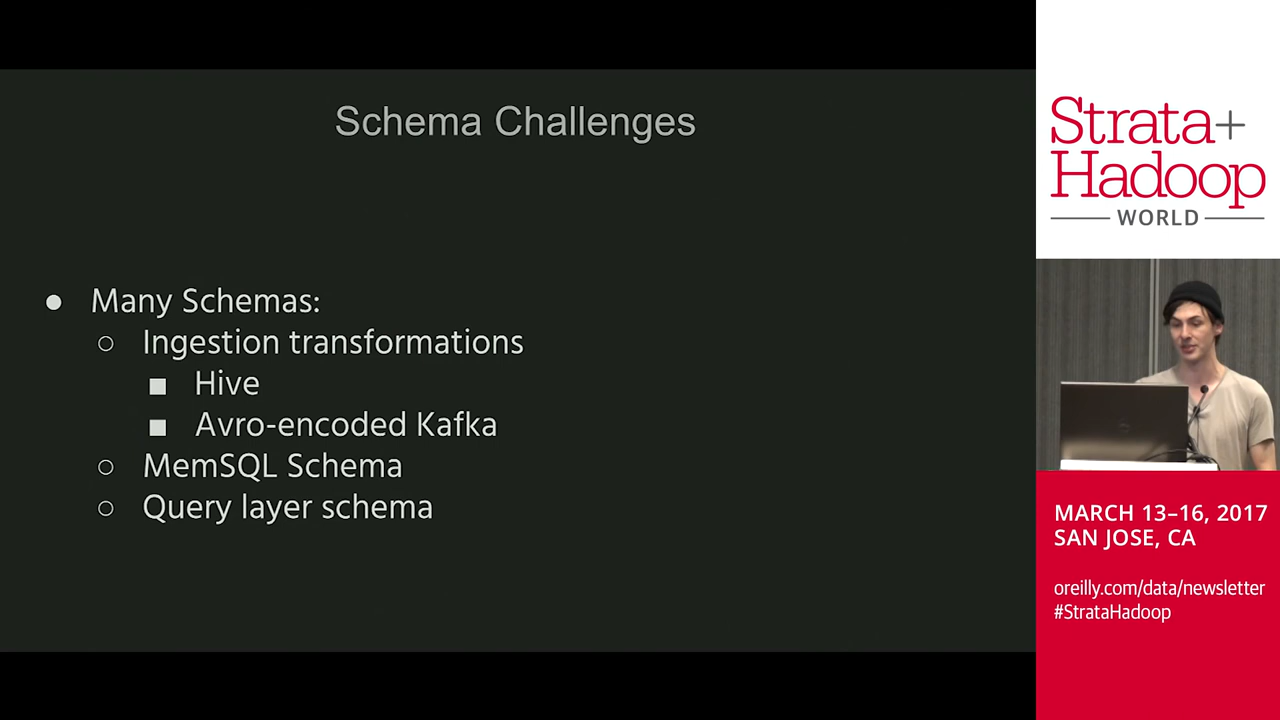 Schema Challenges
● Many Schemas:
○ Ingestion transformations
■ Hive
■ Avro-encoded Kafka
○ MemSQL Schema
○ Query layer schema
Strata+
Hadoop
WORLD
MARCH 13–16, 2017
SAN JOSE, CA
oreilly.com/data/newsletter
#StrataHadoop